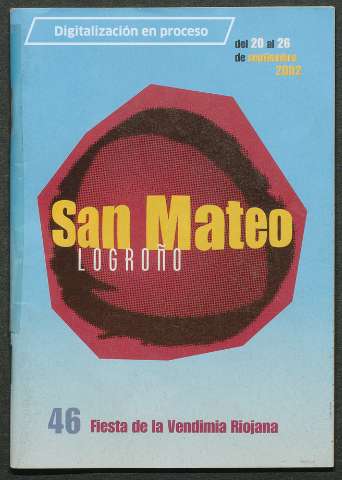 Digitalización en proceso
del 20 al 26
de septiembre
2002
San Mateo
LOGROÑO
46 Fiesta de la Vendimia Riojana